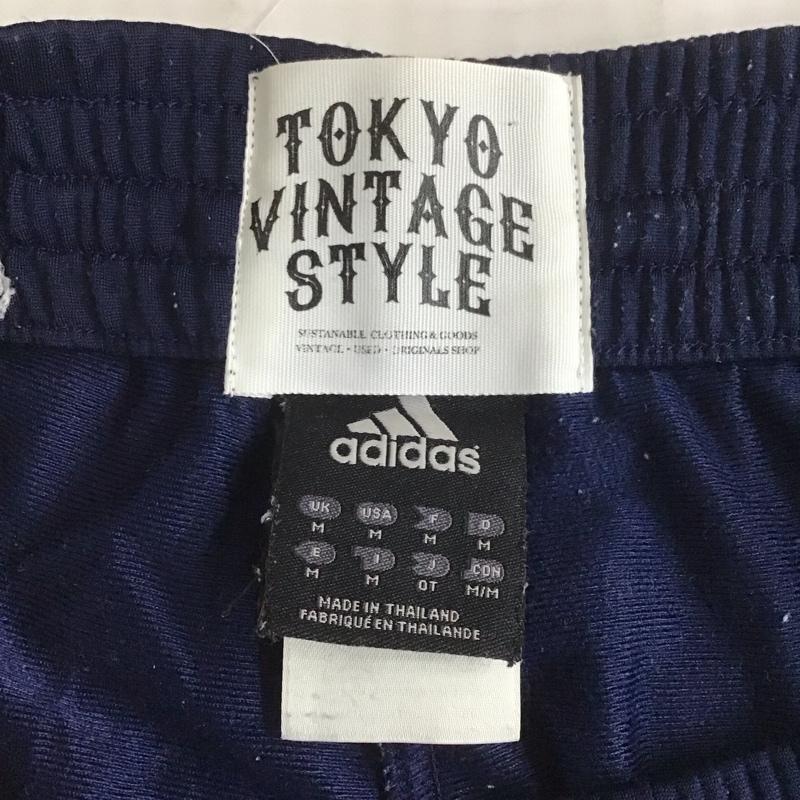 TOKYO
VINTAGE
STYLE
SUSTANABLE CLOTHING & GOODS
VINTAGE • USED • ORIGINALS SHOP
adidas
UK USA F D
M M M M
E I J CDN
M M OT M/M
MADE IN THAILAND
FABRIQUÉ EN THAILANDE